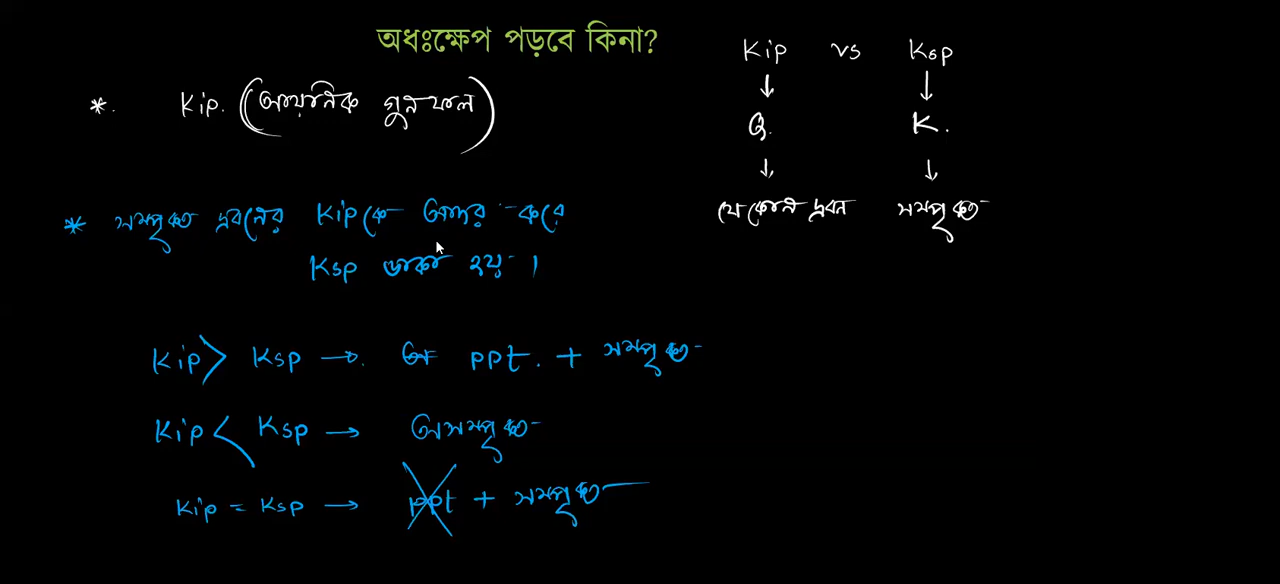 অধঃক্ষেপ পড়বে কিনা?
*. Kip. (আয়নিক গুনফল)
Kip vs Ksp
↓ ↓
Q. K.
↓ ↓
যে কোন দ্রবন সম্পৃক্ত
* সম্পৃক্ত দ্রবনের Kip কে আদর করে
Ksp ডাকা হয়।
Kip > Ksp → ppt. + সম্পৃক্ত
Kip < Ksp → অসম্পৃক্ত
Kip = Ksp → ppt + সম্পৃক্ত